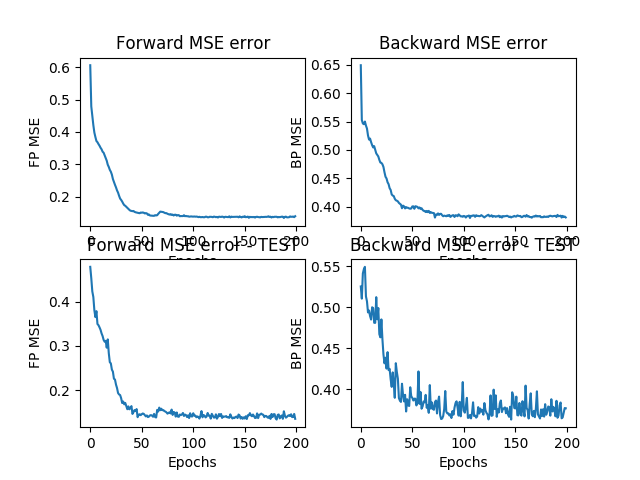 Forward MSE error
Backward MSE error
0.6
0.5
0.4
0.3
0.2
FP MSE
0 50 100 150 200
Epochs
0.65
0.60
0.55
0.50
0.45
0.40
BP MSE
0 50 100 150 200
Epochs
Forward MSE error - TEST
Backward MSE error - TEST
0.4
0.3
0.2
FP MSE
0 50 100 150 200
Epochs
0.55
0.50
0.45
0.40
BP MSE
0 50 100 150 200
Epochs